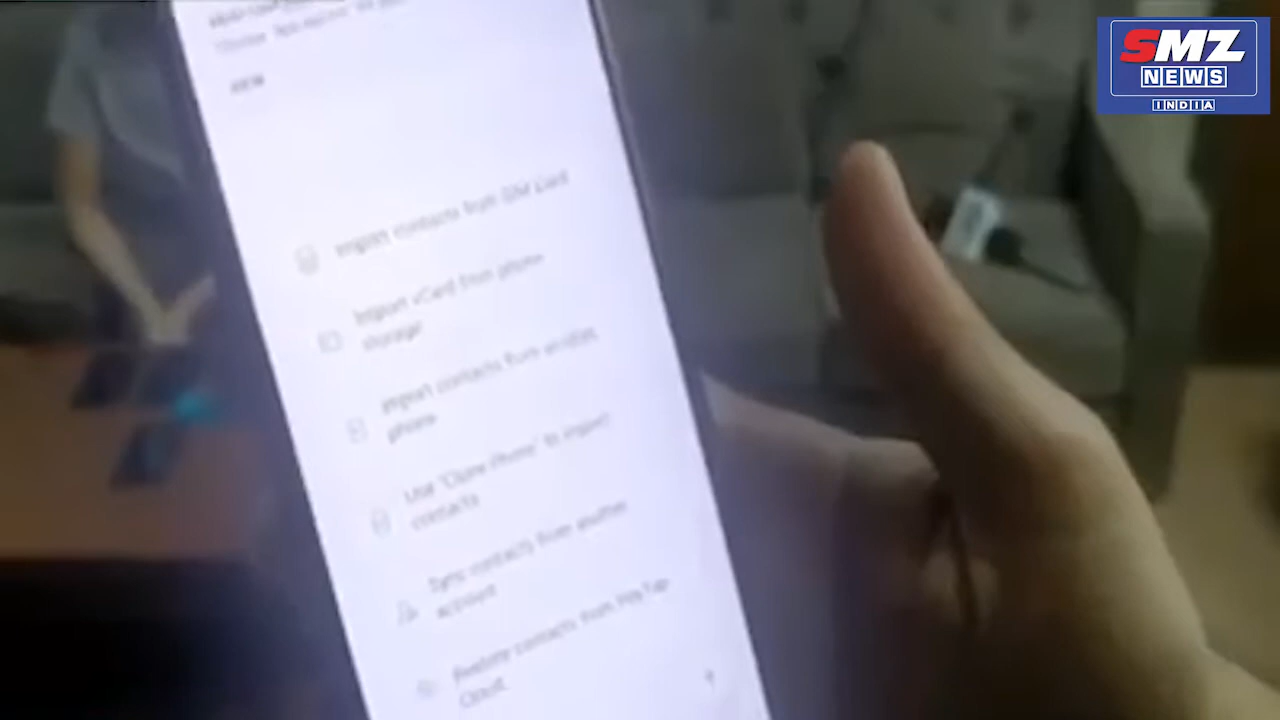 SMZ
NEWS
INDIA
Import contacts from SIM Card
Import vCard from phone
storage
Import contacts from another
phone
Use "Clone Phone" to import
contacts
Sync contacts from another
account
Restore contacts from HeyTap
Cloud